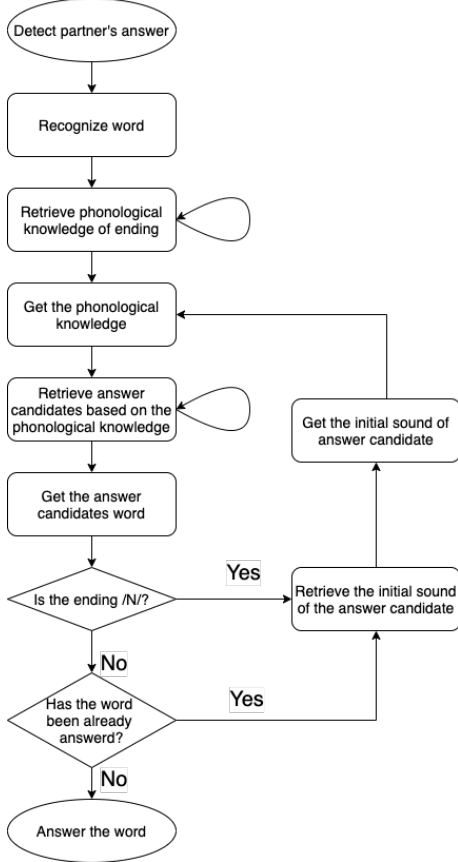 Detect partner's answer
Recognize word
Retrieve phonological
knowledge of ending
Get the phonological
knowledge
Retrieve answer
candidates based on the
phonological knowledge
Get the answer
candidates word
Is the ending /N/?
Yes
No
Has the word
been already
answerd?
Yes
No
Answer the word
Retrieve the initial sound
of the answer candidate
Get the initial sound of
answer candidate